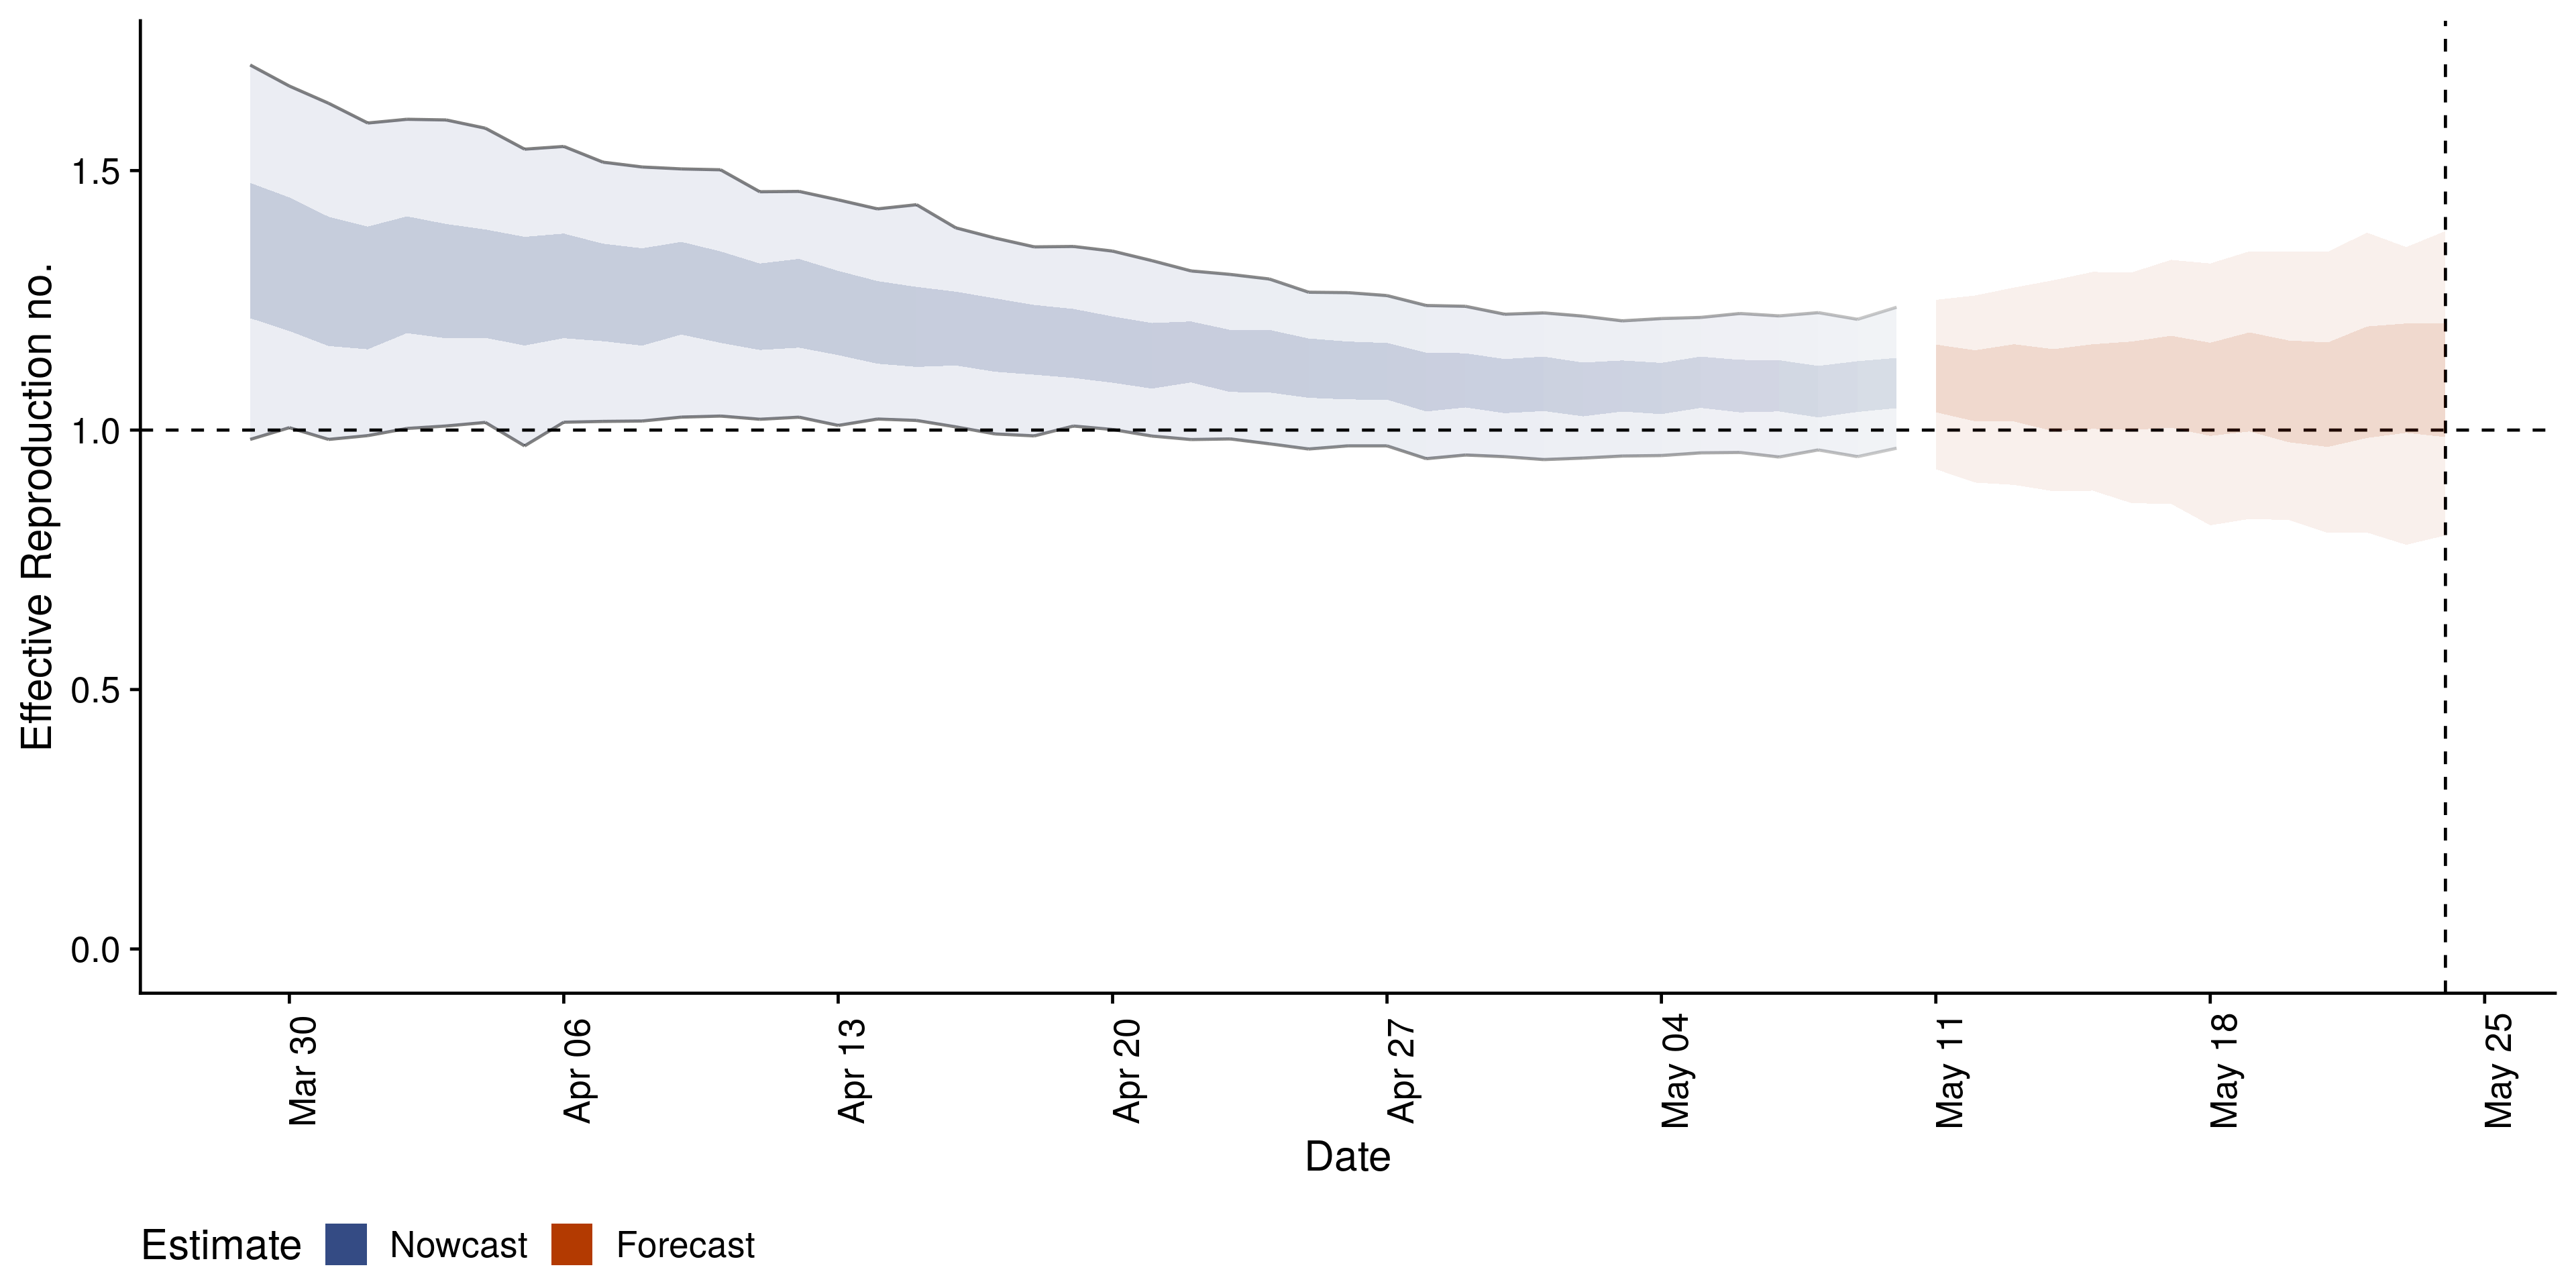 Effective Reproduction no.
1.5
1.0
0.5
0.0
Mar 30
Apr 06
Apr 13
Apr 20
Apr 27
May 04
May 11
May 18
May 25
Date
Estimate Nowcast Forecast